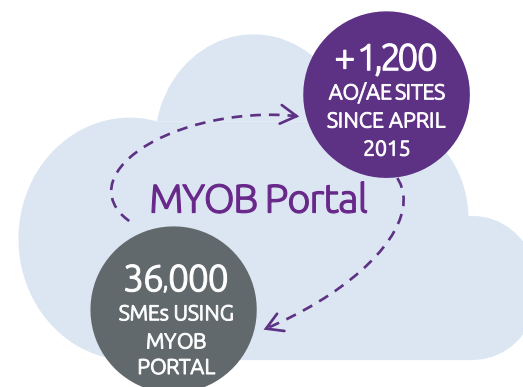 +1,200
AO/AE SITES
SINCE APRIL
2015
MYOB Portal
36,000
SMEs USING
MYOB
PORTAL